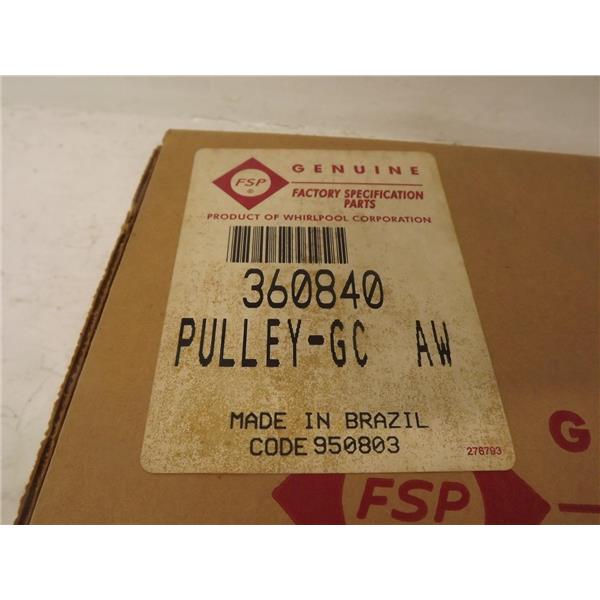 GENUINE
FSP
®
FACTORY SPECIFICATION
PARTS
PRODUCT OF WHIRLPOOL CORPORATION
360840
PULLEY-GC AW
MADE IN BRAZIL
CODE 950803
276793
G
FSP